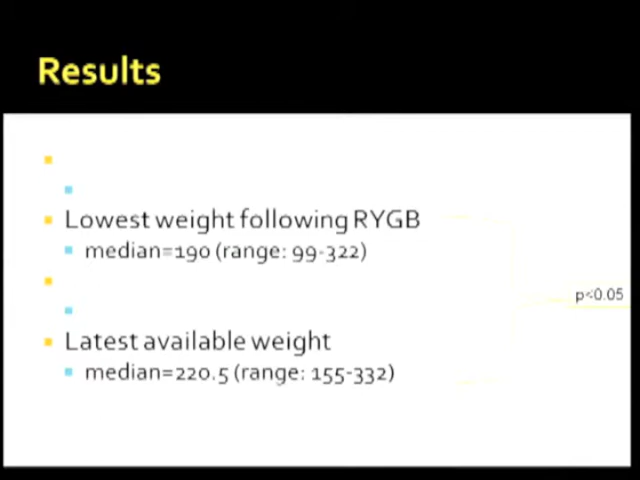 Results
Lowest weight following RYGB
median=190 (range: 99-322)
p<0.05
Latest available weight
median=220.5 (range: 155-332)